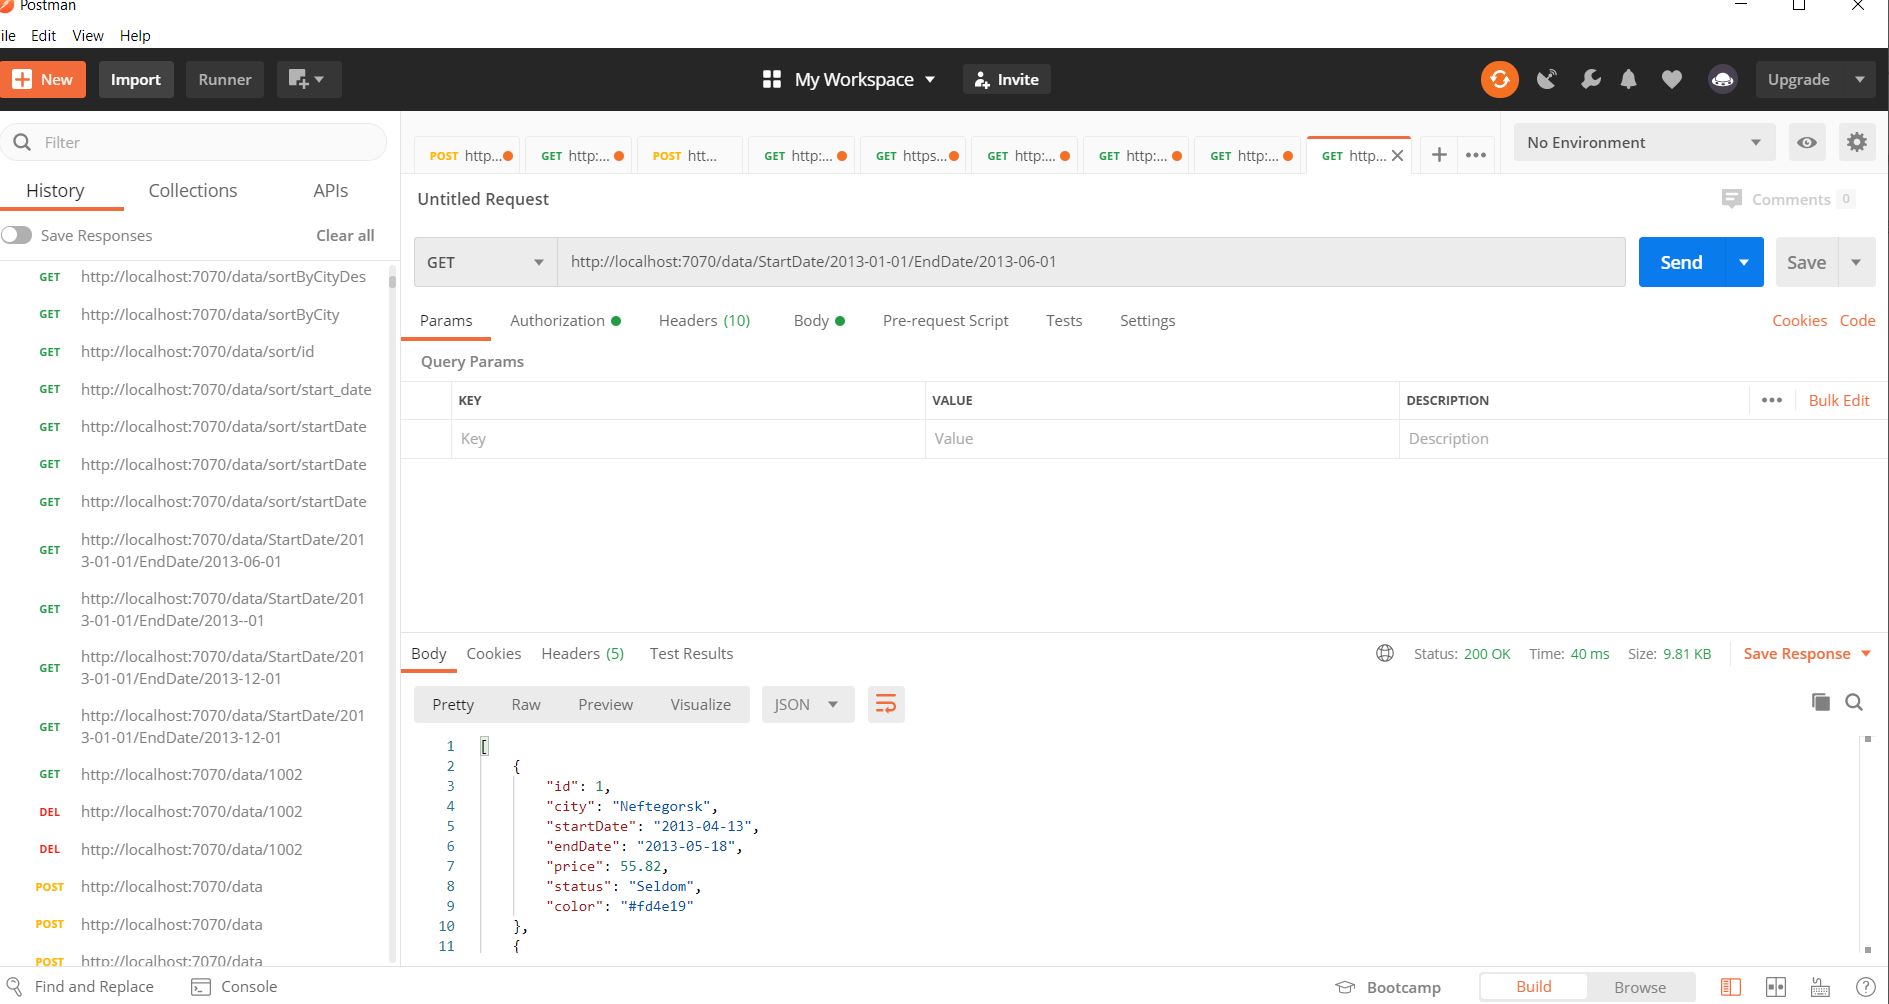 Postman
ile Edit View Help
New Import Runner My Workspace Invite Upgrade
Filter
History Collections APIs
Save Responses Clear all
GET http://localhost:7070/data/sortByCityDes
GET http://localhost:7070/data/sortByCity
GET http://localhost:7070/data/sort/id
GET http://localhost:7070/data/sort/start_date
GET http://localhost:7070/data/sort/startDate
GET http://localhost:7070/data/sort/startDate
GET http://localhost:7070/data/sort/startDate
GET http://localhost:7070/data/StartDate/201
3-01-01/EndDate/2013-06-01
GET http://localhost:7070/data/StartDate/201
3-01-01/EndDate/2013--01
GET http://localhost:7070/data/StartDate/201
3-01-01/EndDate/2013-12-01
GET http://localhost:7070/data/StartDate/201
3-01-01/EndDate/2013-12-01
GET http://localhost:7070/data/1002
DEL http://localhost:7070/data/1002
DEL http://localhost:7070/data/1002
POST http://localhost:7070/data
POST http://localhost:7070/data
POST http://localhost:7070/data
POST http... GET http:... POST htt... GET http:... GET https... GET http:... GET http:... GET http:... GET http...
No Environment
Untitled Request
Comments 0
GET http://localhost:7070/data/StartDate/2013-01-01/EndDate/2013-06-01 Send Save
Params Authorization Headers (10) Body Pre-request Script Tests Settings Cookies Code
Query Params
KEY VALUE DESCRIPTION Bulk Edit
Key Value Description
Body Cookies Headers (5) Test Results Status: 200 OK Time: 40 ms Size: 9.81 KB Save Response
Pretty Raw Preview Visualize JSON
1 [
2 {
3 "id": 1,
4 "city": "Neftegorsk",
5 "startDate": "2013-04-13",
6 "endDate": "2013-05-18",
7 "price": 55.82,
8 "status": "Seldom",
9 "color": "#fd4e19"
10 },
11 {
Find and Replace Console Bootcamp Build Browse